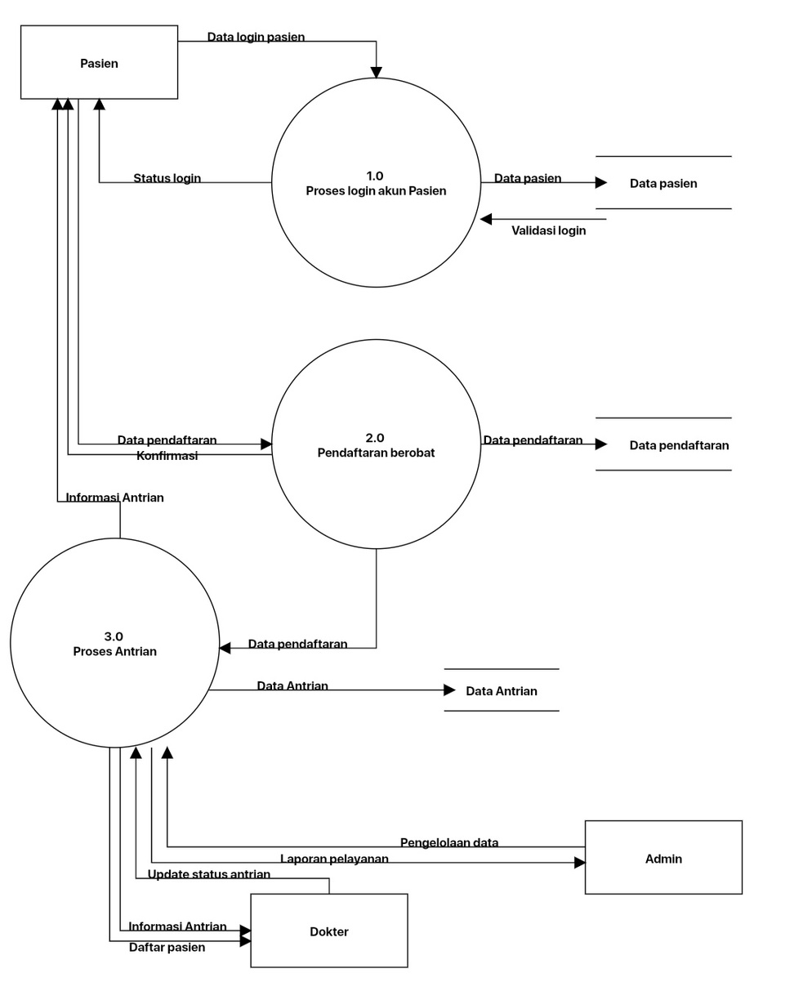 Data login pasien
Pasien
1.0
Proses login akun Pasien
Status login
Data pasien
Data pasien
Validasi login
2.0
Pendaftaran berobat
Data pendaftaran
Konfirmasi
Data pendaftaran
Data pendaftaran
Informasi Antrian
3.0
Proses Antrian
Data pendaftaran
Data Antrian
Data Antrian
Pengelolaan data
Laporan pelayanan
Admin
Update status antrian
Informasi Antrian
Daftar pasien
Dokter